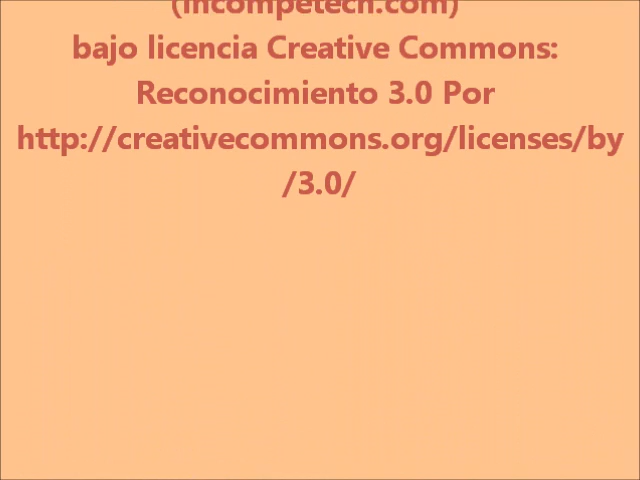 (incompetech.com)
bajo licencia Creative Commons:
Reconocimiento 3.0 Por
http://creativecommons.org/licenses/by
/3.0/